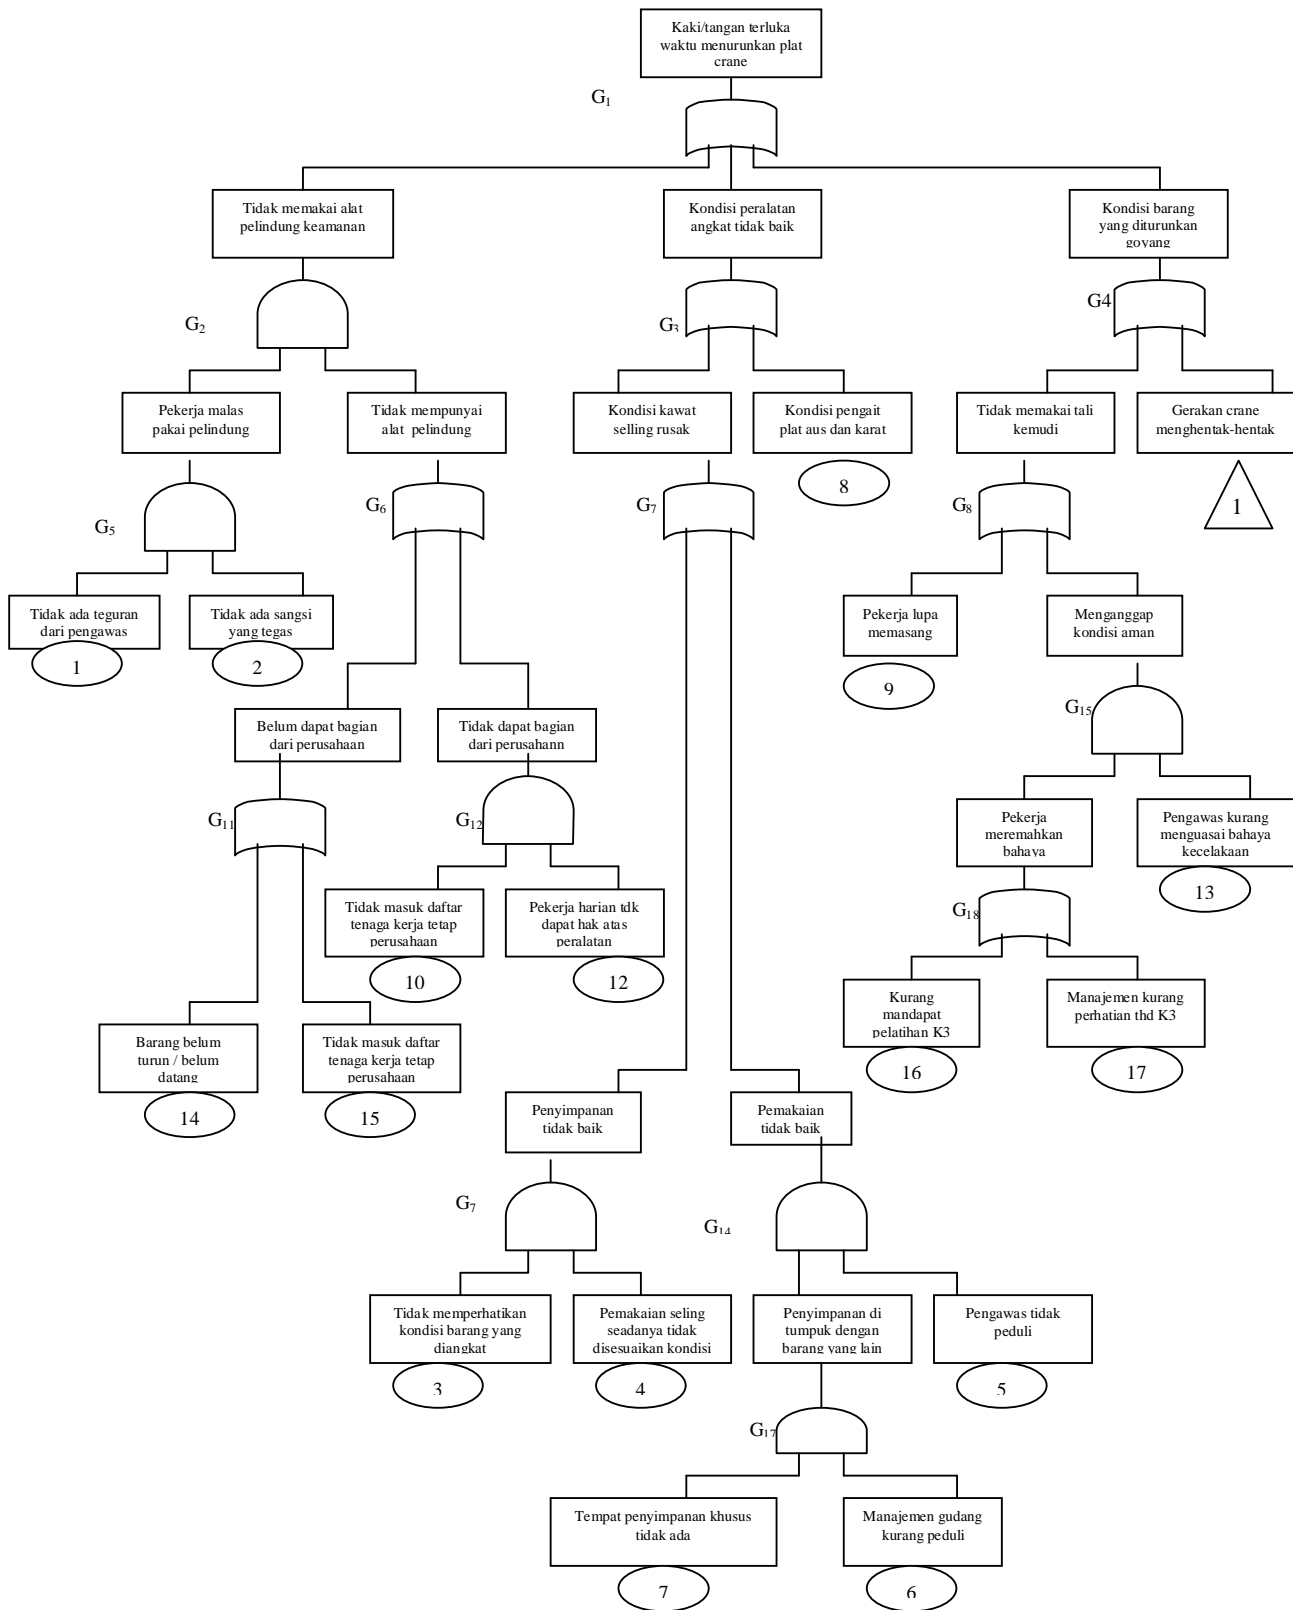 Kaki/tangan terluka
waktu menurunkan plat
crane
G1
Tidak memakai alat
pelindung keamanan
Kondisi peralatan
angkat tidak baik
Kondisi barang
yang diturunkan
goyang
G2
G3
G4
Pekerja malas
pakai pelindung
Tidak mempunyai
alat pelindung
Kondisi kawat
selling rusak
Kondisi pengait
plat aus dan karat
Tidak memakai tali
kemudi
Gerakan crane
menghentak-hentak
8
1
G5
G6
G7
G8
Tidak ada teguran
dari pengawas
Tidak ada sangsi
yang tegas
Pekerja lupa
memasang
Menganggap
kondisi aman
1
2
9
Belum dapat bagian
dari perusahaan
Tidak dapat bagian
dari perusahann
G15
G11
G12
Pekerja
meremahkan
bahaya
Pengawas kurang
menguasai bahaya
kecelakaan
13
Tidak masuk daftar
tenaga kerja tetap
perusahaan
Pekerja harian tdk
dapat hak atas
peralatan
G18
10
12
Kurang
mandapat
pelatihan K3
Manajemen kurang
perhatian thd K3
16
17
Barang belum
turun / belum
datang
Tidak masuk daftar
tenaga kerja tetap
perusahaan
14
15
Penyimpanan
tidak baik
Pemakaian
tidak baik
G7
G14
Tidak memperhatikan
kondisi barang yang
diangkat
Pemakaian seling
seadanya tidak
disesuaikan kondisi
Penyimpanan di
tumpuk dengan
barang yang lain
Pengawas tidak
peduli
3
4
5
G17
Tempat penyimpanan khusus
tidak ada
Manajemen gudang
kurang peduli
7
6